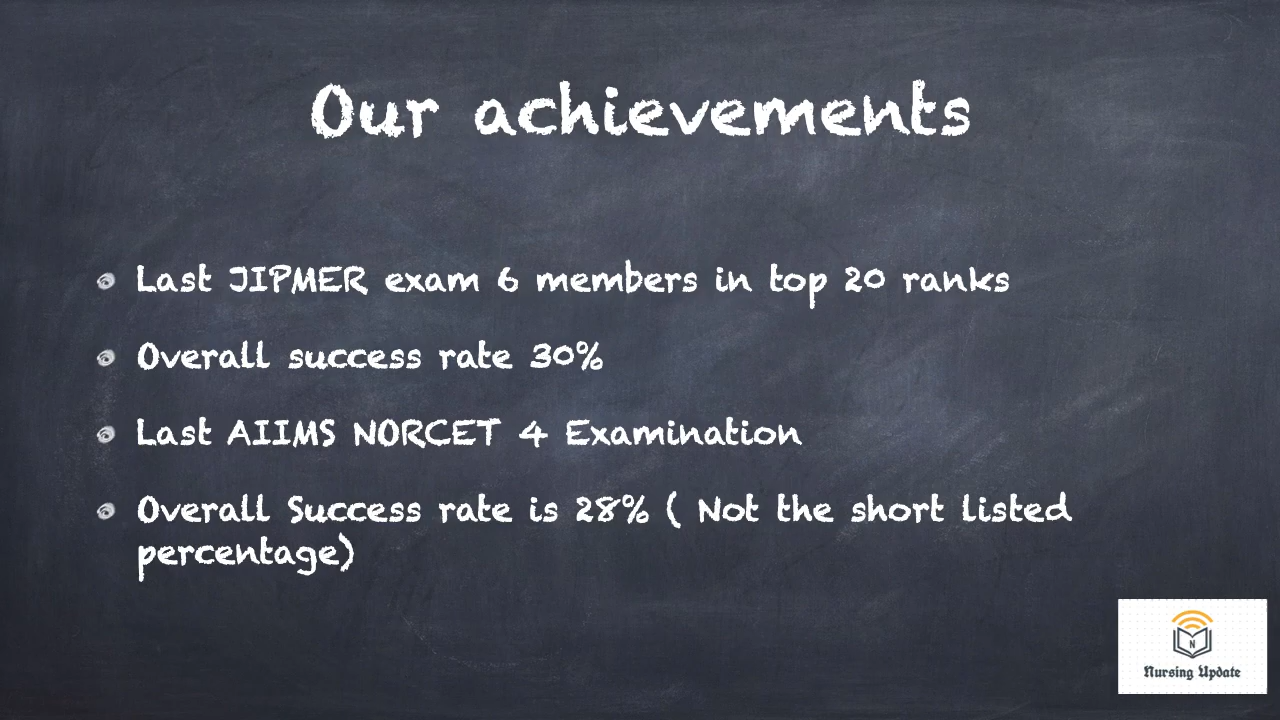 Our achievements
Last JIPMER exam 6 members in top 20 ranks
Overall success rate 30%
Last AIIMS NORCET 4 Examination
Overall Success rate is 28% ( Not the short listed
percentage)
N
Nursing Update